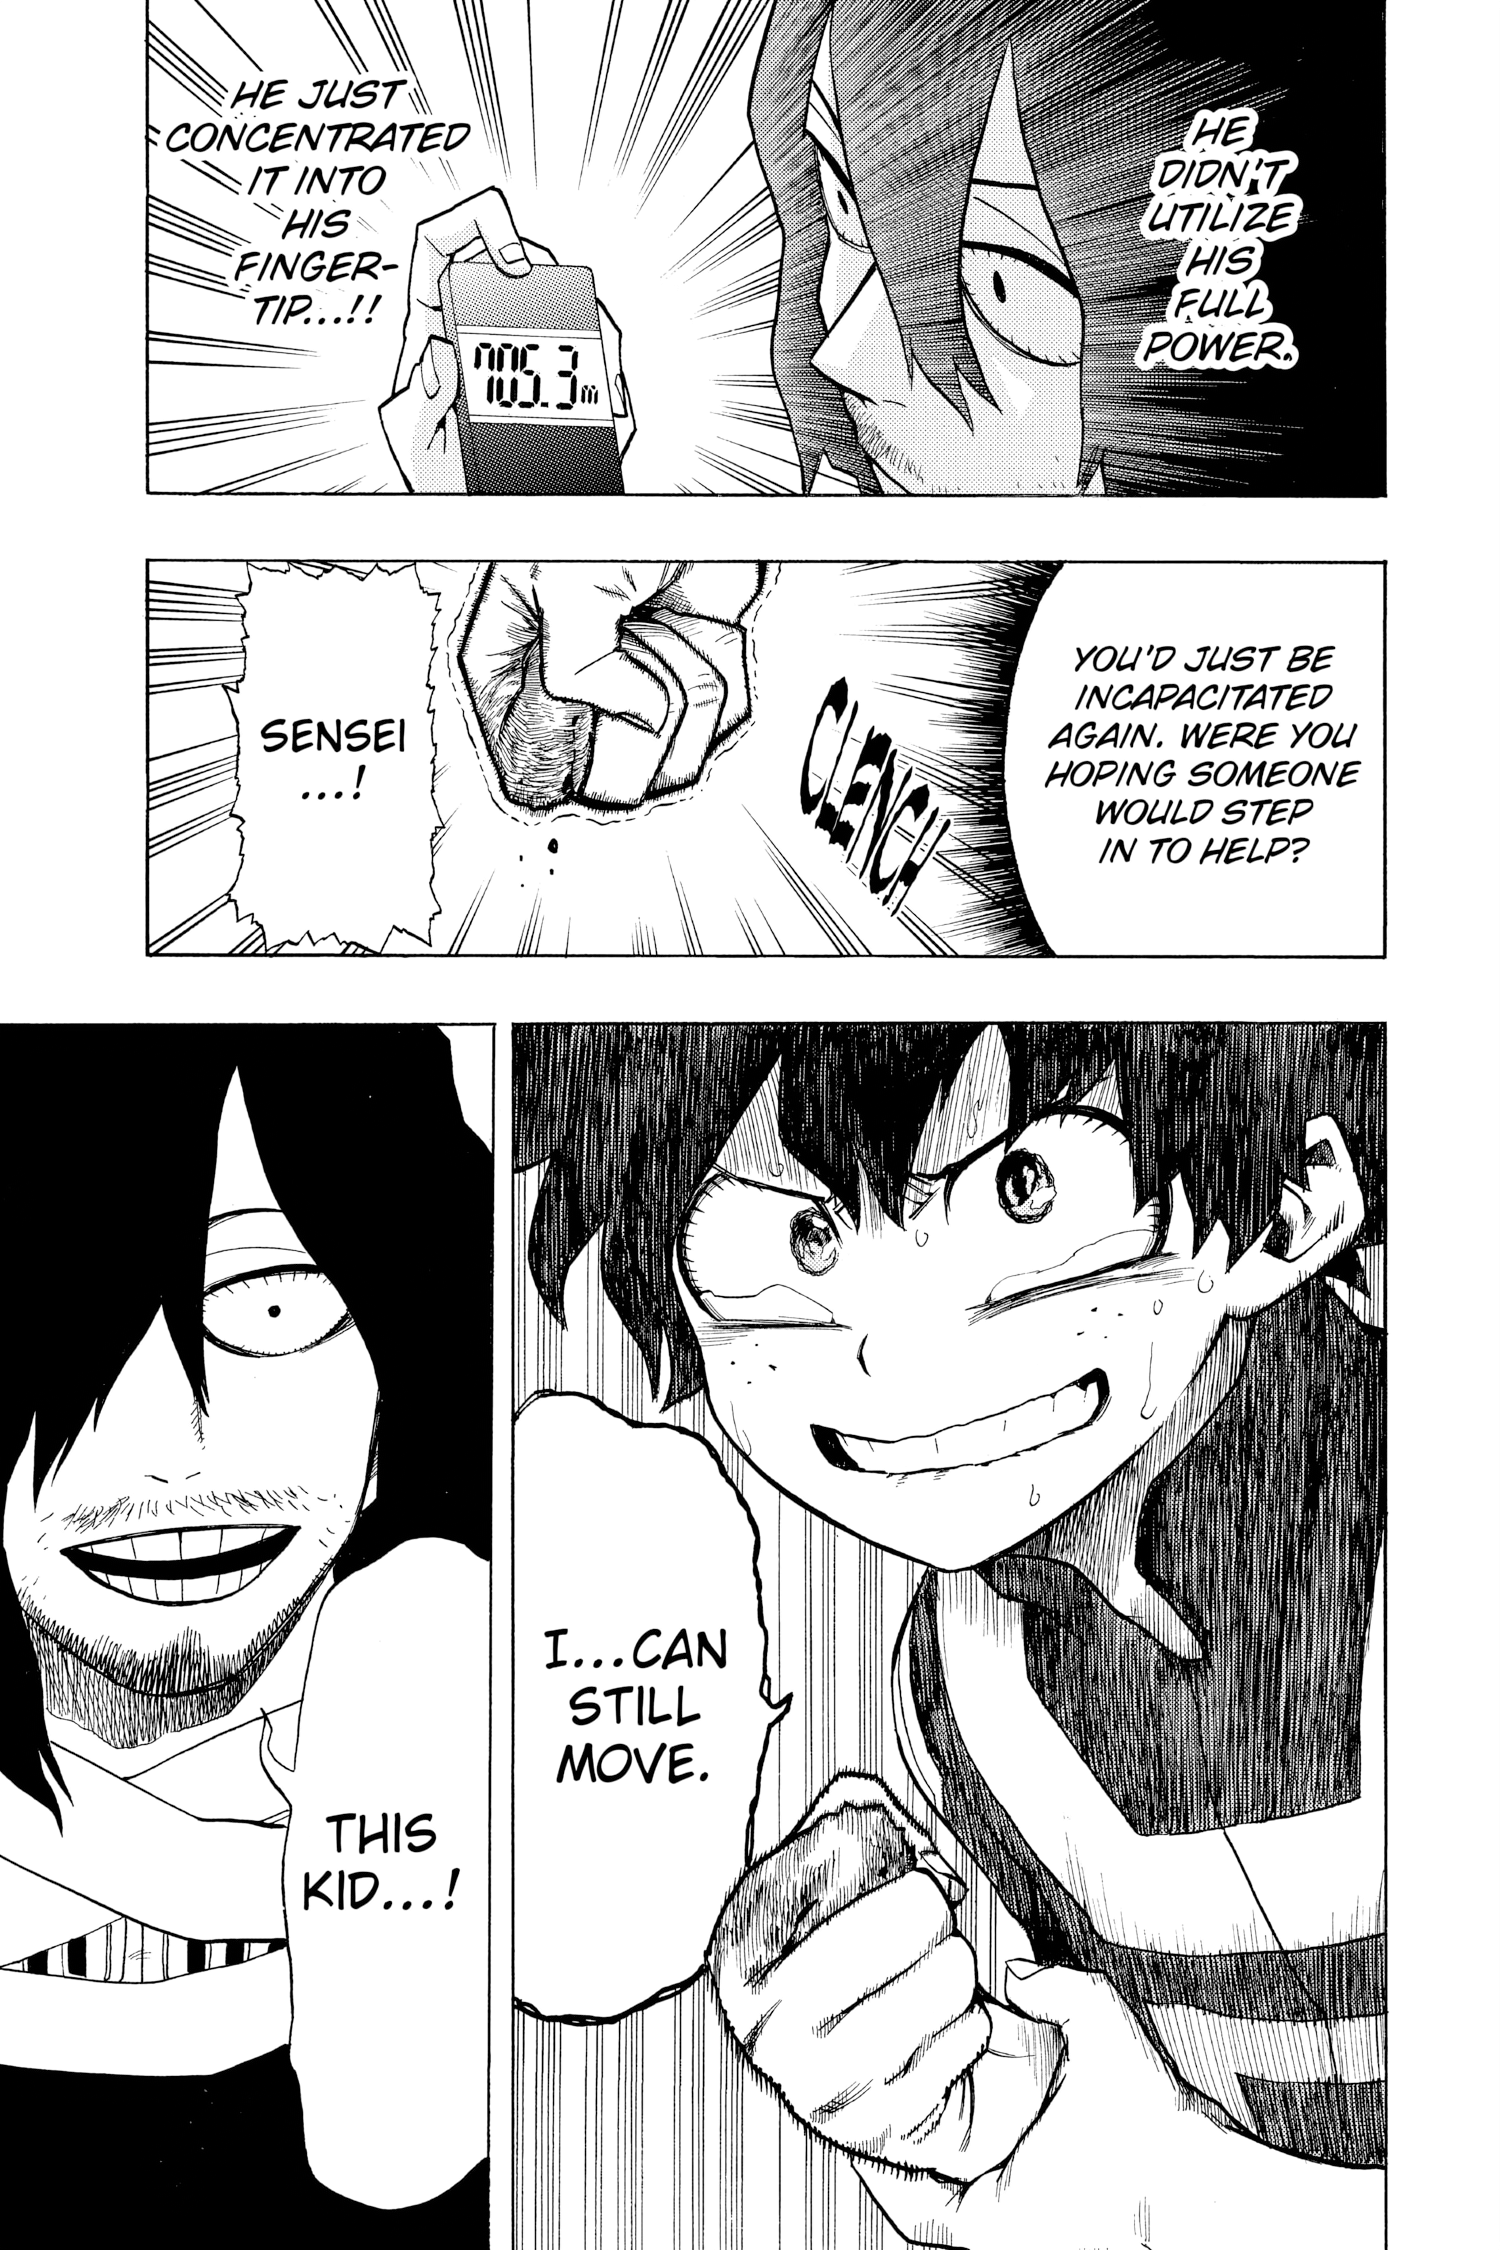 HE
DIDN'T
UTILIZE
HIS
FULL
POWER.
HE JUST
CONCENTRATED
IT INTO
HIS
FINGER-
TIP...!!
705.3m
YOU'D JUST BE
INCAPACITATED
AGAIN. WERE YOU
HOPING SOMEONE
WOULD STEP
IN TO HELP?
CLENCH
SENSEI
...!
I...CAN
STILL
MOVE.
THIS
KID...!